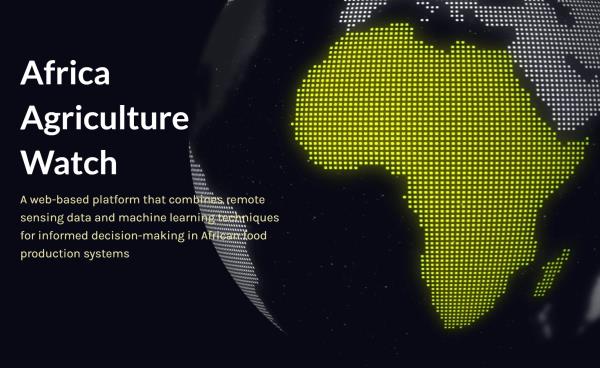 Africa
Agriculture
Watch
A web-based platform that combines remote
sensing data and machine learning techniques
for informed decision-making in African food
production systems